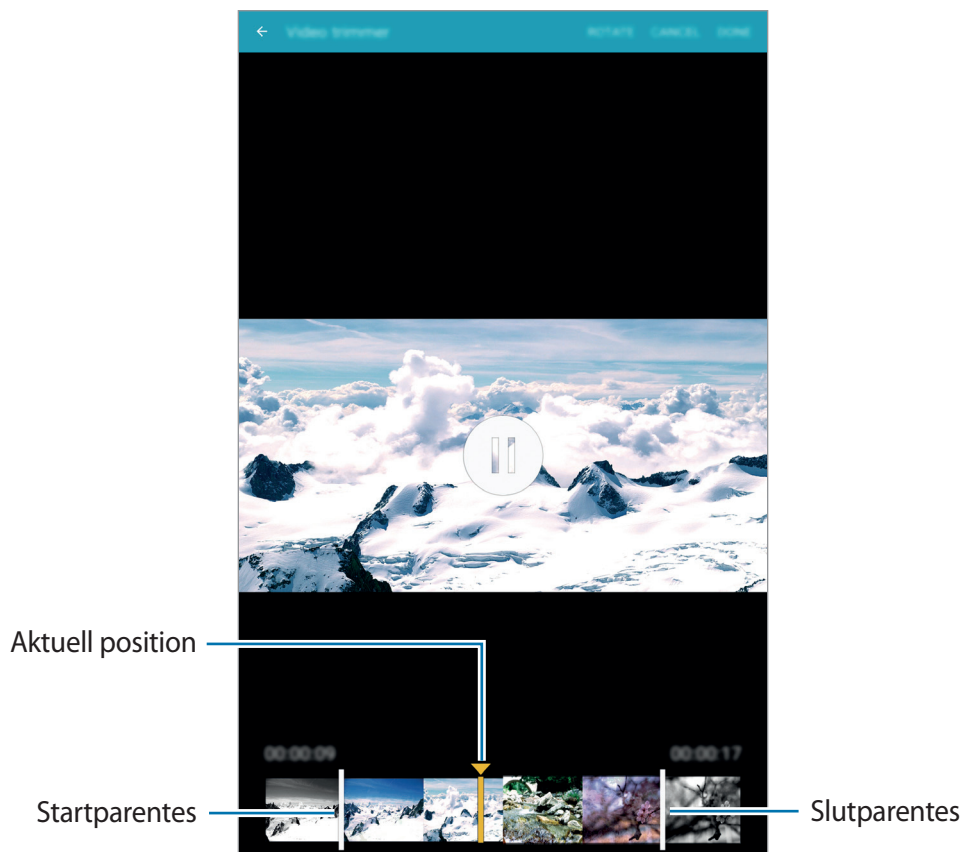 Video trimmer ROTATE CANCEL DONE
Aktuell position
00:00:09 00:00:17
Startparentes
Slutparentes